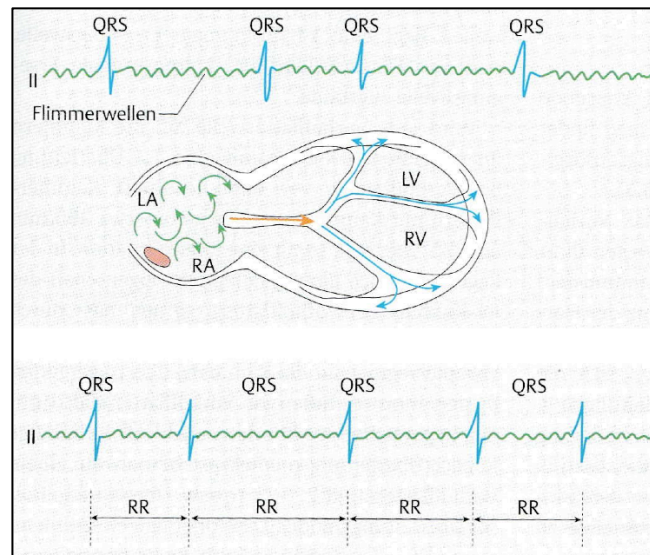 QRS QRS QRS QRS
II
Flimmerwellen
LA
LV
RV
RA
QRS QRS QRS QRS
II
RR RR RR RR